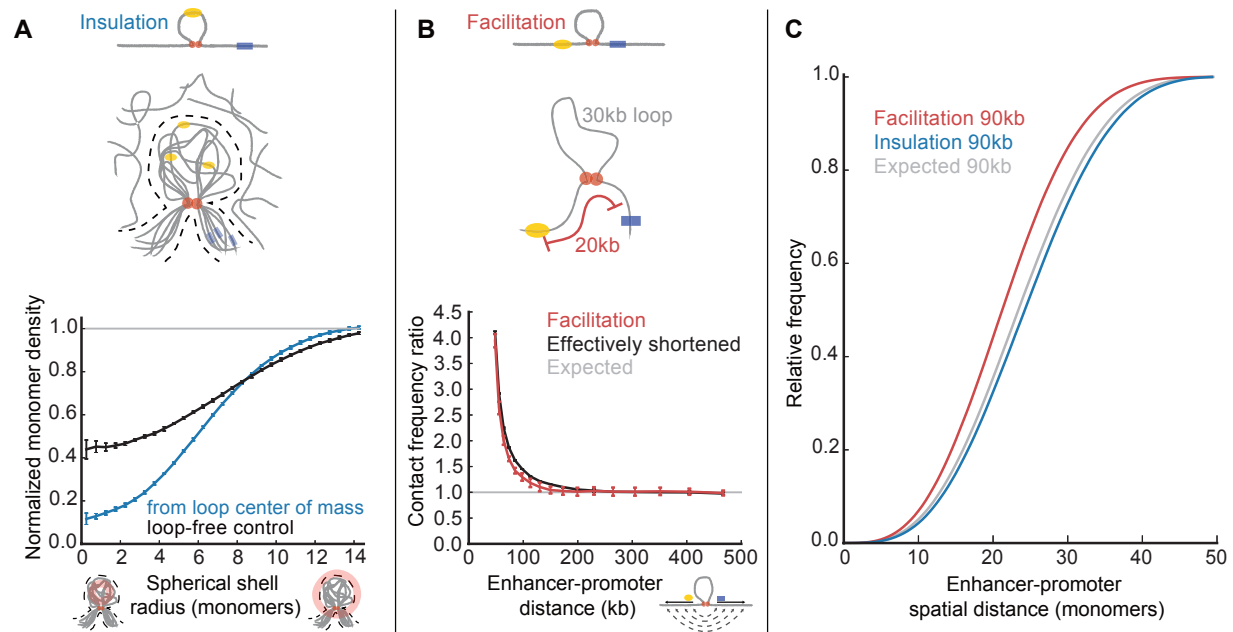 A
Insulation
Normalized monomer density
1.0
0.8
0.6
0.4
0.2
0.0
from loop center of mass
loop-free control
0 2 4 6 8 10 12 14
Spherical shell
radius (monomers)
B
Facilitation
30kb loop
20kb
Contact frequency ratio
4.5
4.0
3.5
3.0
2.5
2.0
1.5
1.0
0.5
0.0
Facilitation
Effectively shortened
Expected
0 100 200 300 400 500
Enhancer-promoter
distance (kb)
C
Relative frequency
1.0
0.8
0.6
0.4
0.2
Facilitation 90kb
Insulation 90kb
Expected 90kb
0 10 20 30 40 50
Enhancer-promoter
spatial distance (monomers)